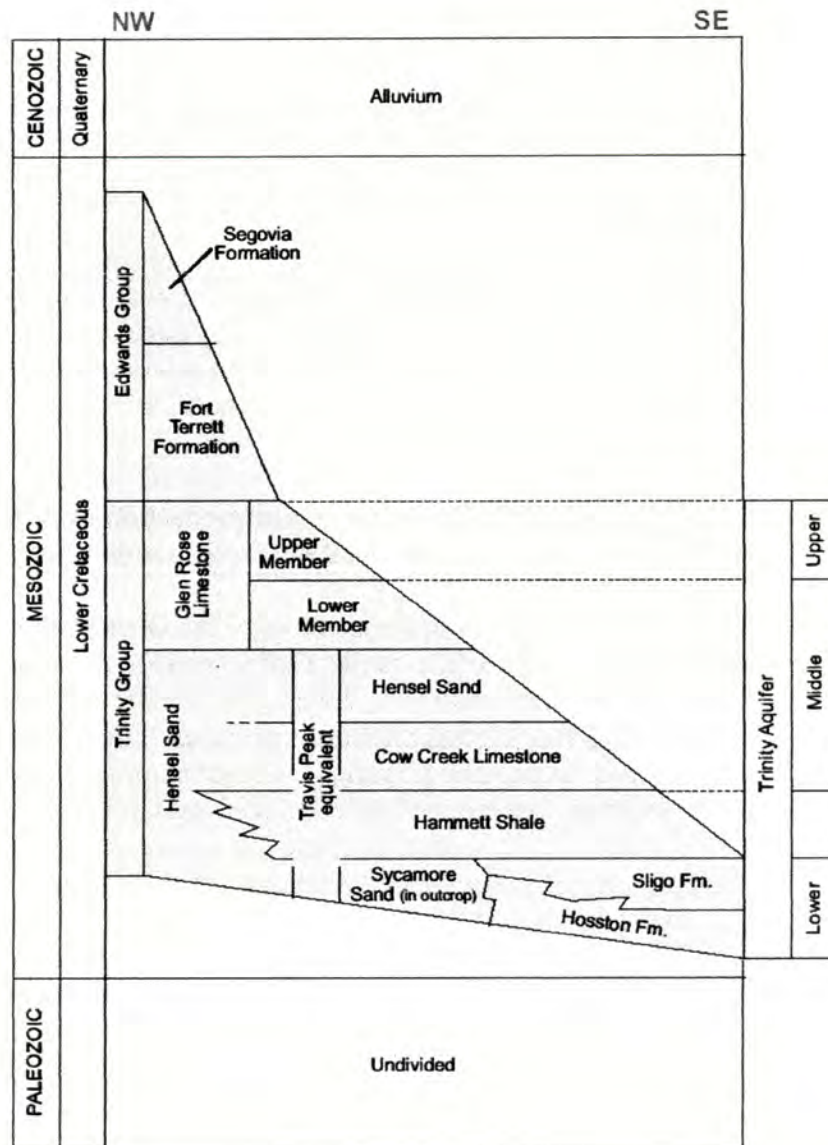 NW
SE
CENOZOIC
Quaternary
Alluvium
MESOZOIC
Lower Cretaceous
Edwards Group
Segovia
Formation
Fort
Terrett
Formation
Trinity Group
Glen Rose
Limestone
Upper
Member
Lower
Member
Hensel Sand
Travis Peak
equivalent
Hensel Sand
Cow Creek Limestone
Hammett Shale
Sycamore
Sand (in outcrop)
Sligo Fm.
Hosston Fm.
Trinity Aquifer
Upper
Middle
Lower
PALEOZOIC
Undivided